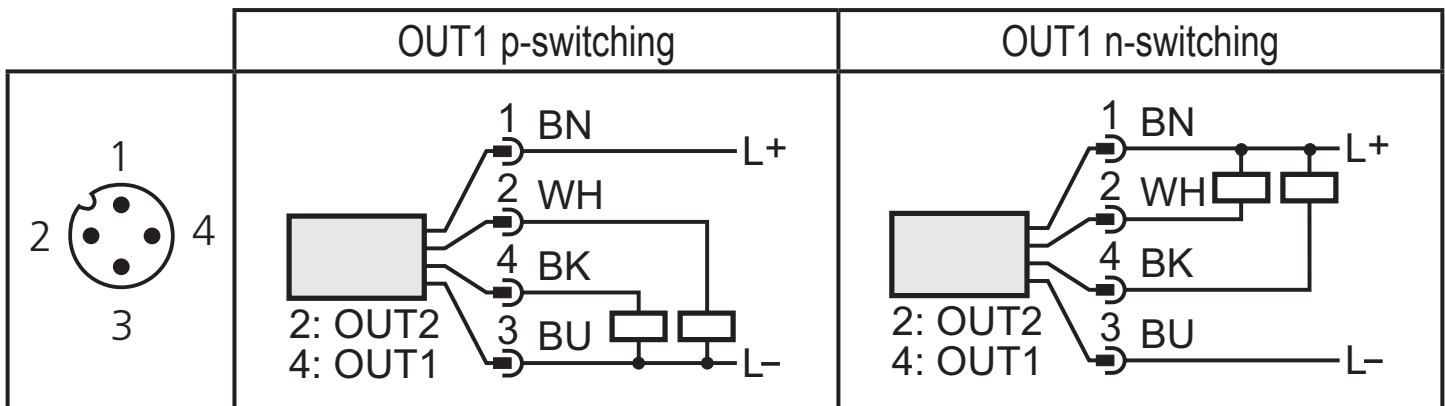 OUT1 p-switching
OUT1 n-switching
1
2 4
3
1 BN L+
2 WH
4 BK
2: OUT2
4: OUT1
3 BU L–
1 BN L+
2 WH
4 BK
2: OUT2
4: OUT1
3 BU L–